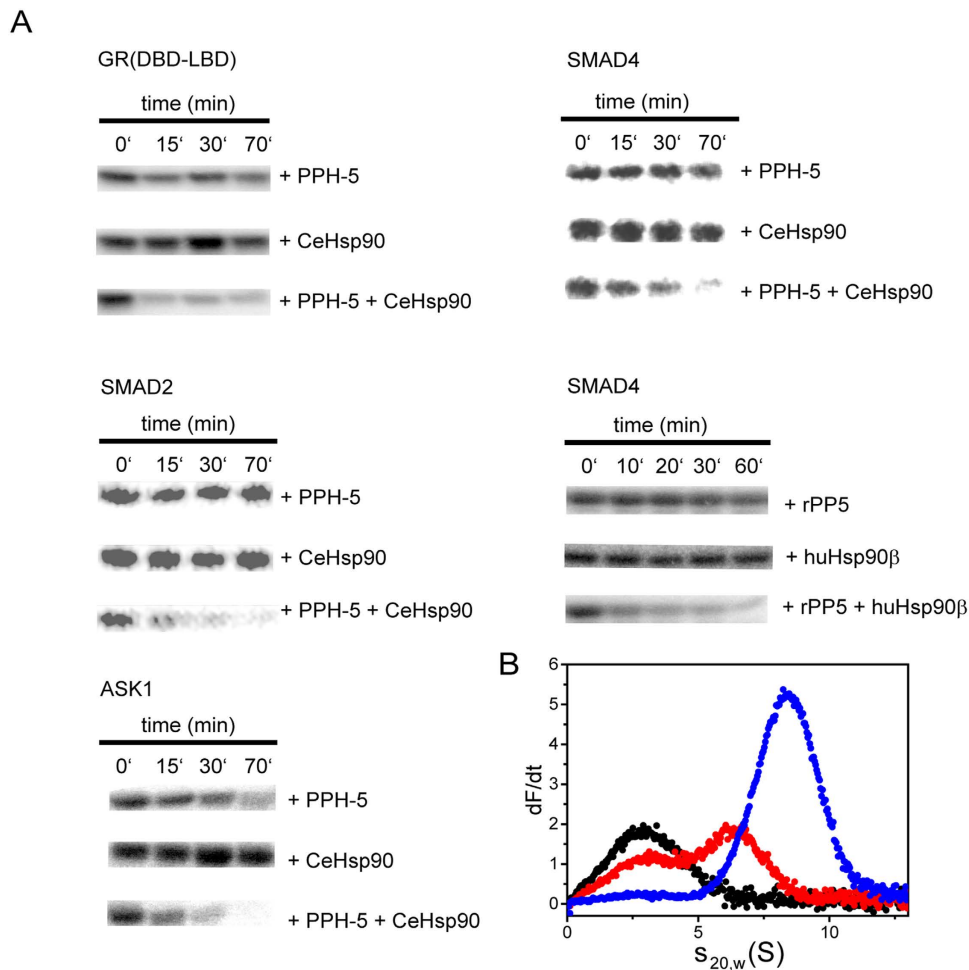 A
GR(DBD-LBD)
time (min)
0‘ 15‘ 30‘ 70‘
+ PPH-5
+ CeHsp90
+ PPH-5 + CeHsp90
SMAD4
time (min)
0‘ 15‘ 30‘ 70‘
+ PPH-5
+ CeHsp90
+ PPH-5 + CeHsp90
SMAD2
time (min)
0‘ 15‘ 30‘ 70‘
+ PPH-5
+ CeHsp90
+ PPH-5 + CeHsp90
SMAD4
time (min)
0‘ 10‘ 20‘ 30‘ 60‘
+ rPP5
+ huHsp90β
+ rPP5 + huHsp90β
ASK1
time (min)
0‘ 15‘ 30‘ 70‘
+ PPH-5
+ CeHsp90
+ PPH-5 + CeHsp90
B
6
5
4
3
2
1
0
dF/dt
0 5 10
s20,w(S)